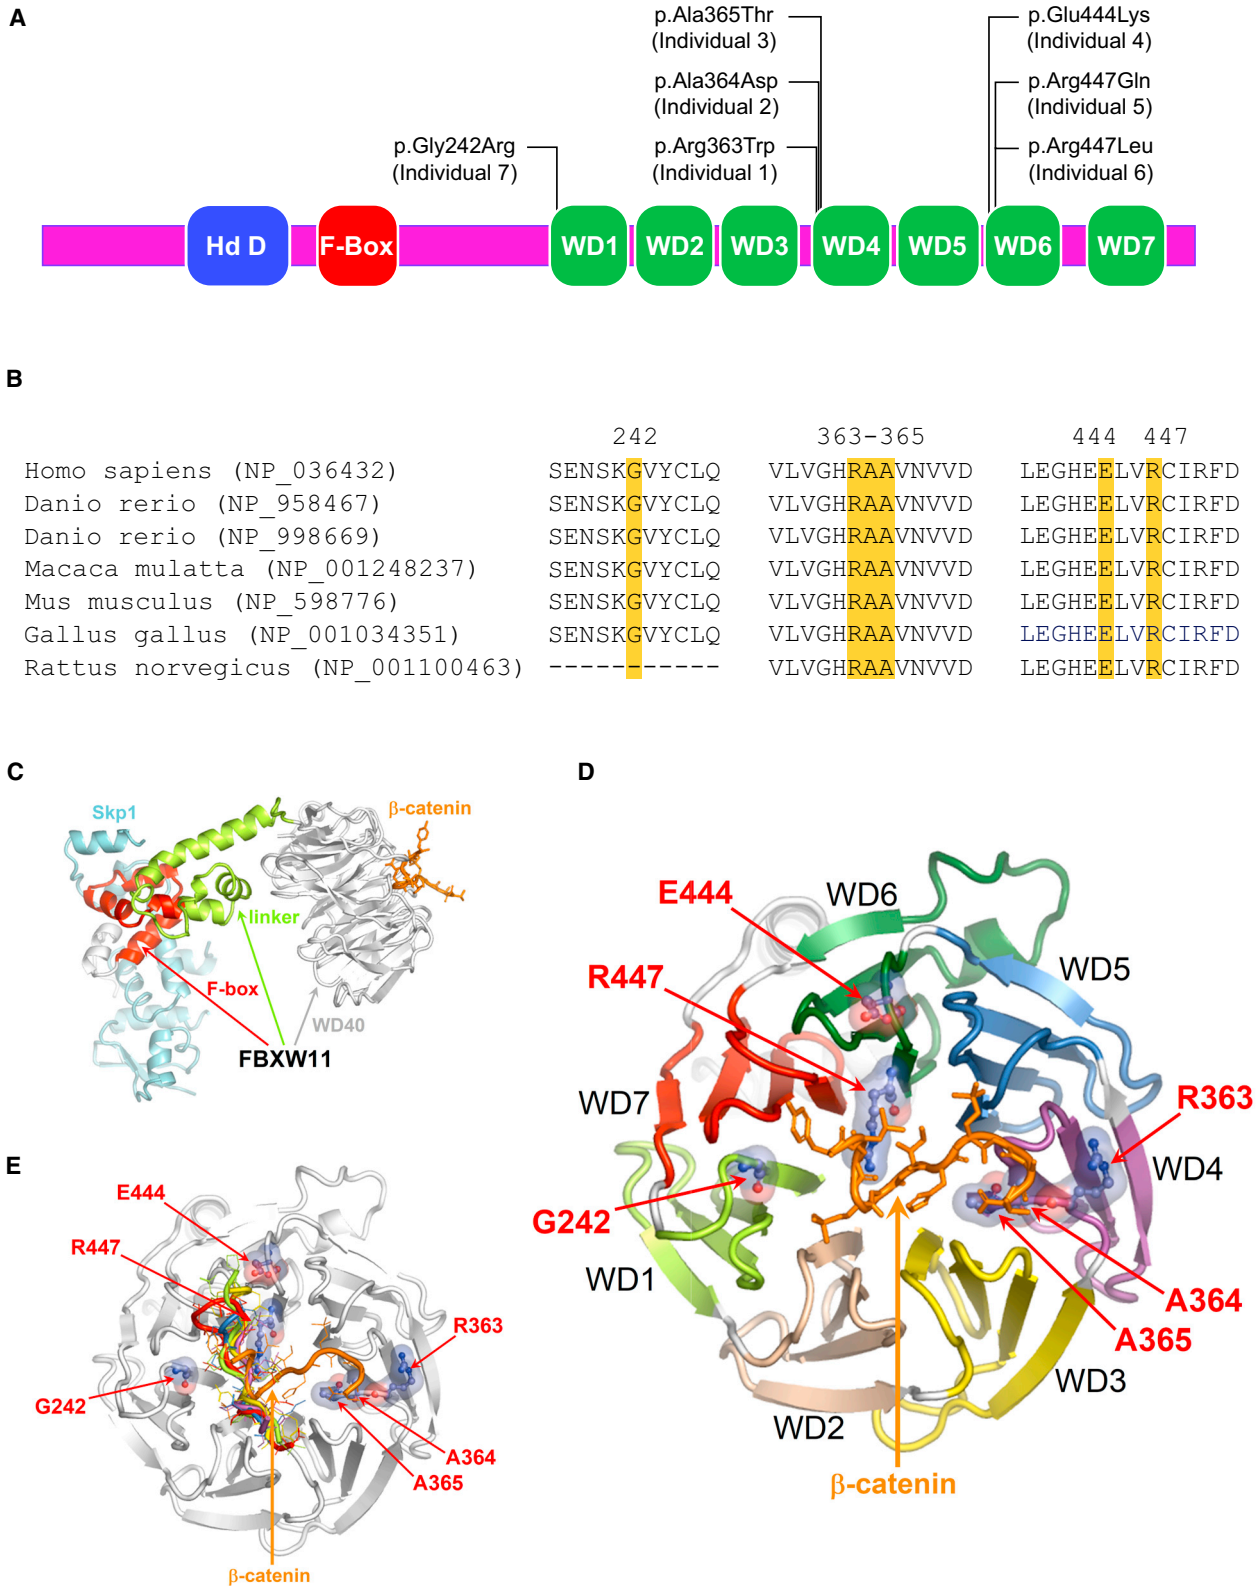 A
p.Ala365Thr
(Individual 3)
p.Glu444Lys
(Individual 4)
p.Ala364Asp
(Individual 2)
p.Arg447Gln
(Individual 5)
p.Gly242Arg
(Individual 7)
p.Arg363Trp
(Individual 1)
p.Arg447Leu
(Individual 6)
Hd D F-Box WD1 WD2 WD3 WD4 WD5 WD6 WD7
B
242 363-365 444 447
Homo sapiens (NP_036432) SENSKGVYCLQ VLVGHRAAVNVVD LEGHEELVRCIRFD
Danio rerio (NP_958467) SENSKGVYCLQ VLVGHRAAVNVVD LEGHEELVRCIRFD
Danio rerio (NP_998669) SENSKGVYCLQ VLVGHRAAVNVVD LEGHEELVRCIRFD
Macaca mulatta (NP_001248237) SENSKGVYCLQ VLVGHRAAVNVVD LEGHEELVRCIRFD
Mus musculus (NP_598776) SENSKGVYCLQ VLVGHRAAVNVVD LEGHEELVRCIRFD
Gallus gallus (NP_001034351) SENSKGVYCLQ VLVGHRAAVNVVD LEGHEELVRCIRFD
Rattus norvegicus (NP_001100463) ----------- VLVGHRAAVNVVD LEGHEELVRCIRFD
C
Skp1
β-catenin
linker
F-box
WD40
FBXW11
D
E444
WD6
R447
WD5
WD7
R363
WD4
G242
WD1
A364
A365
WD3
WD2
β-catenin
E
E444
R447
R363
G242
A364
A365
β-catenin